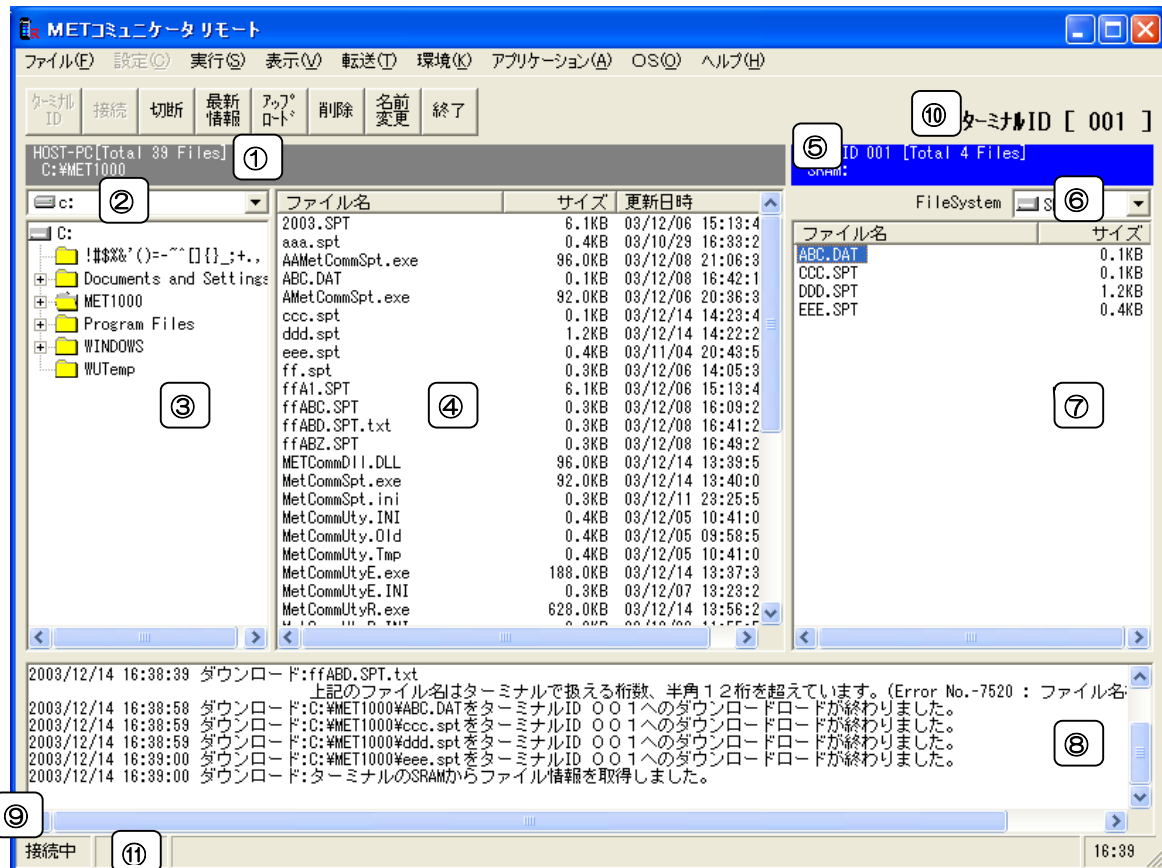 METコミュニケータ リモート
ファイル(F) 設定(C) 実行(S) 表示(V) 転送(T) 環境(K) アプリケーション(A) OS(O) ヘルプ(H)
ターミナル ID 接続 切断 最新情報 アップロード 削除 名前変更 終了
⑩ ターミナルID [ 001 ]
HOST-PC[Total 39 Files] ①
C:¥MET1000
⑤ ID 001 [Total 4 Files]
SRAM:
c: ②
C:
!#$%&'()=-~^[]{}_;+.,
Documents and Settings
MET1000
Program Files
WINDOWS
WUTemp
③
ファイル名 サイズ 更新日時
2003.SPT 6.1KB 03/12/06 15:13:4
aaa.spt 0.4KB 03/10/29 16:33:2
AAMetCommSpt.exe 96.0KB 03/12/08 21:06:3
ABC.DAT 0.1KB 03/12/08 16:42:1
AMetCommSpt.exe 92.0KB 03/12/06 20:36:3
ccc.spt 0.1KB 03/12/14 14:23:4
ddd.spt 1.2KB 03/12/14 14:22:2
eee.spt 0.4KB 03/11/04 20:43:5
ff.spt 0.3KB 03/12/06 14:05:3
ffA1.SPT 6.1KB 03/12/06 15:13:4
ffABC.SPT 0.3KB 03/12/08 16:09:2
ffABD.SPT.txt 0.3KB 03/12/08 16:41:2
ffABZ.SPT 0.3KB 03/12/08 16:49:2
METCommDll.DLL 96.0KB 03/12/14 13:39:5
MetCommSpt.exe 92.0KB 03/12/14 13:40:0
MetCommSpt.ini 0.3KB 03/12/11 23:25:5
MetCommUty.INI 0.4KB 03/12/05 10:41:0
MetCommUty.Old 0.4KB 03/12/05 09:58:5
MetCommUty.Tmp 0.4KB 03/12/05 10:41:0
MetCommUtyE.exe 188.0KB 03/12/14 13:37:3
MetCommUtyE.INI 0.3KB 03/12/07 13:23:2
MetCommUtyR.exe 628.0KB 03/12/14 13:56:2
④
FileSystem S ⑥
ファイル名 サイズ
ABC.DAT 0.1KB
CCC.SPT 0.1KB
DDD.SPT 1.2KB
EEE.SPT 0.4KB
⑦
2003/12/14 16:38:39 ダウンロード:ffABD.SPT.txt
上記のファイル名はターミナルで扱える桁数、半角12桁を超えています。(Error No.-7520 : ファイル名
2003/12/14 16:38:58 ダウンロード:C:¥MET1000¥ABC.DATをターミナルID 001へのダウンロードロードが終わりました。
2003/12/14 16:38:59 ダウンロード:C:¥MET1000¥ccc.sptをターミナルID 001へのダウンロードロードが終わりました。
2003/12/14 16:38:59 ダウンロード:C:¥MET1000¥ddd.sptをターミナルID 001へのダウンロードロードが終わりました。
2003/12/14 16:39:00 ダウンロード:C:¥MET1000¥eee.sptをターミナルID 001へのダウンロードロードが終わりました。
2003/12/14 16:39:00 ダウンロード:ターミナルのSRAMからファイル情報を取得しました。
⑧
⑨
接続中 ⑪ 16:39